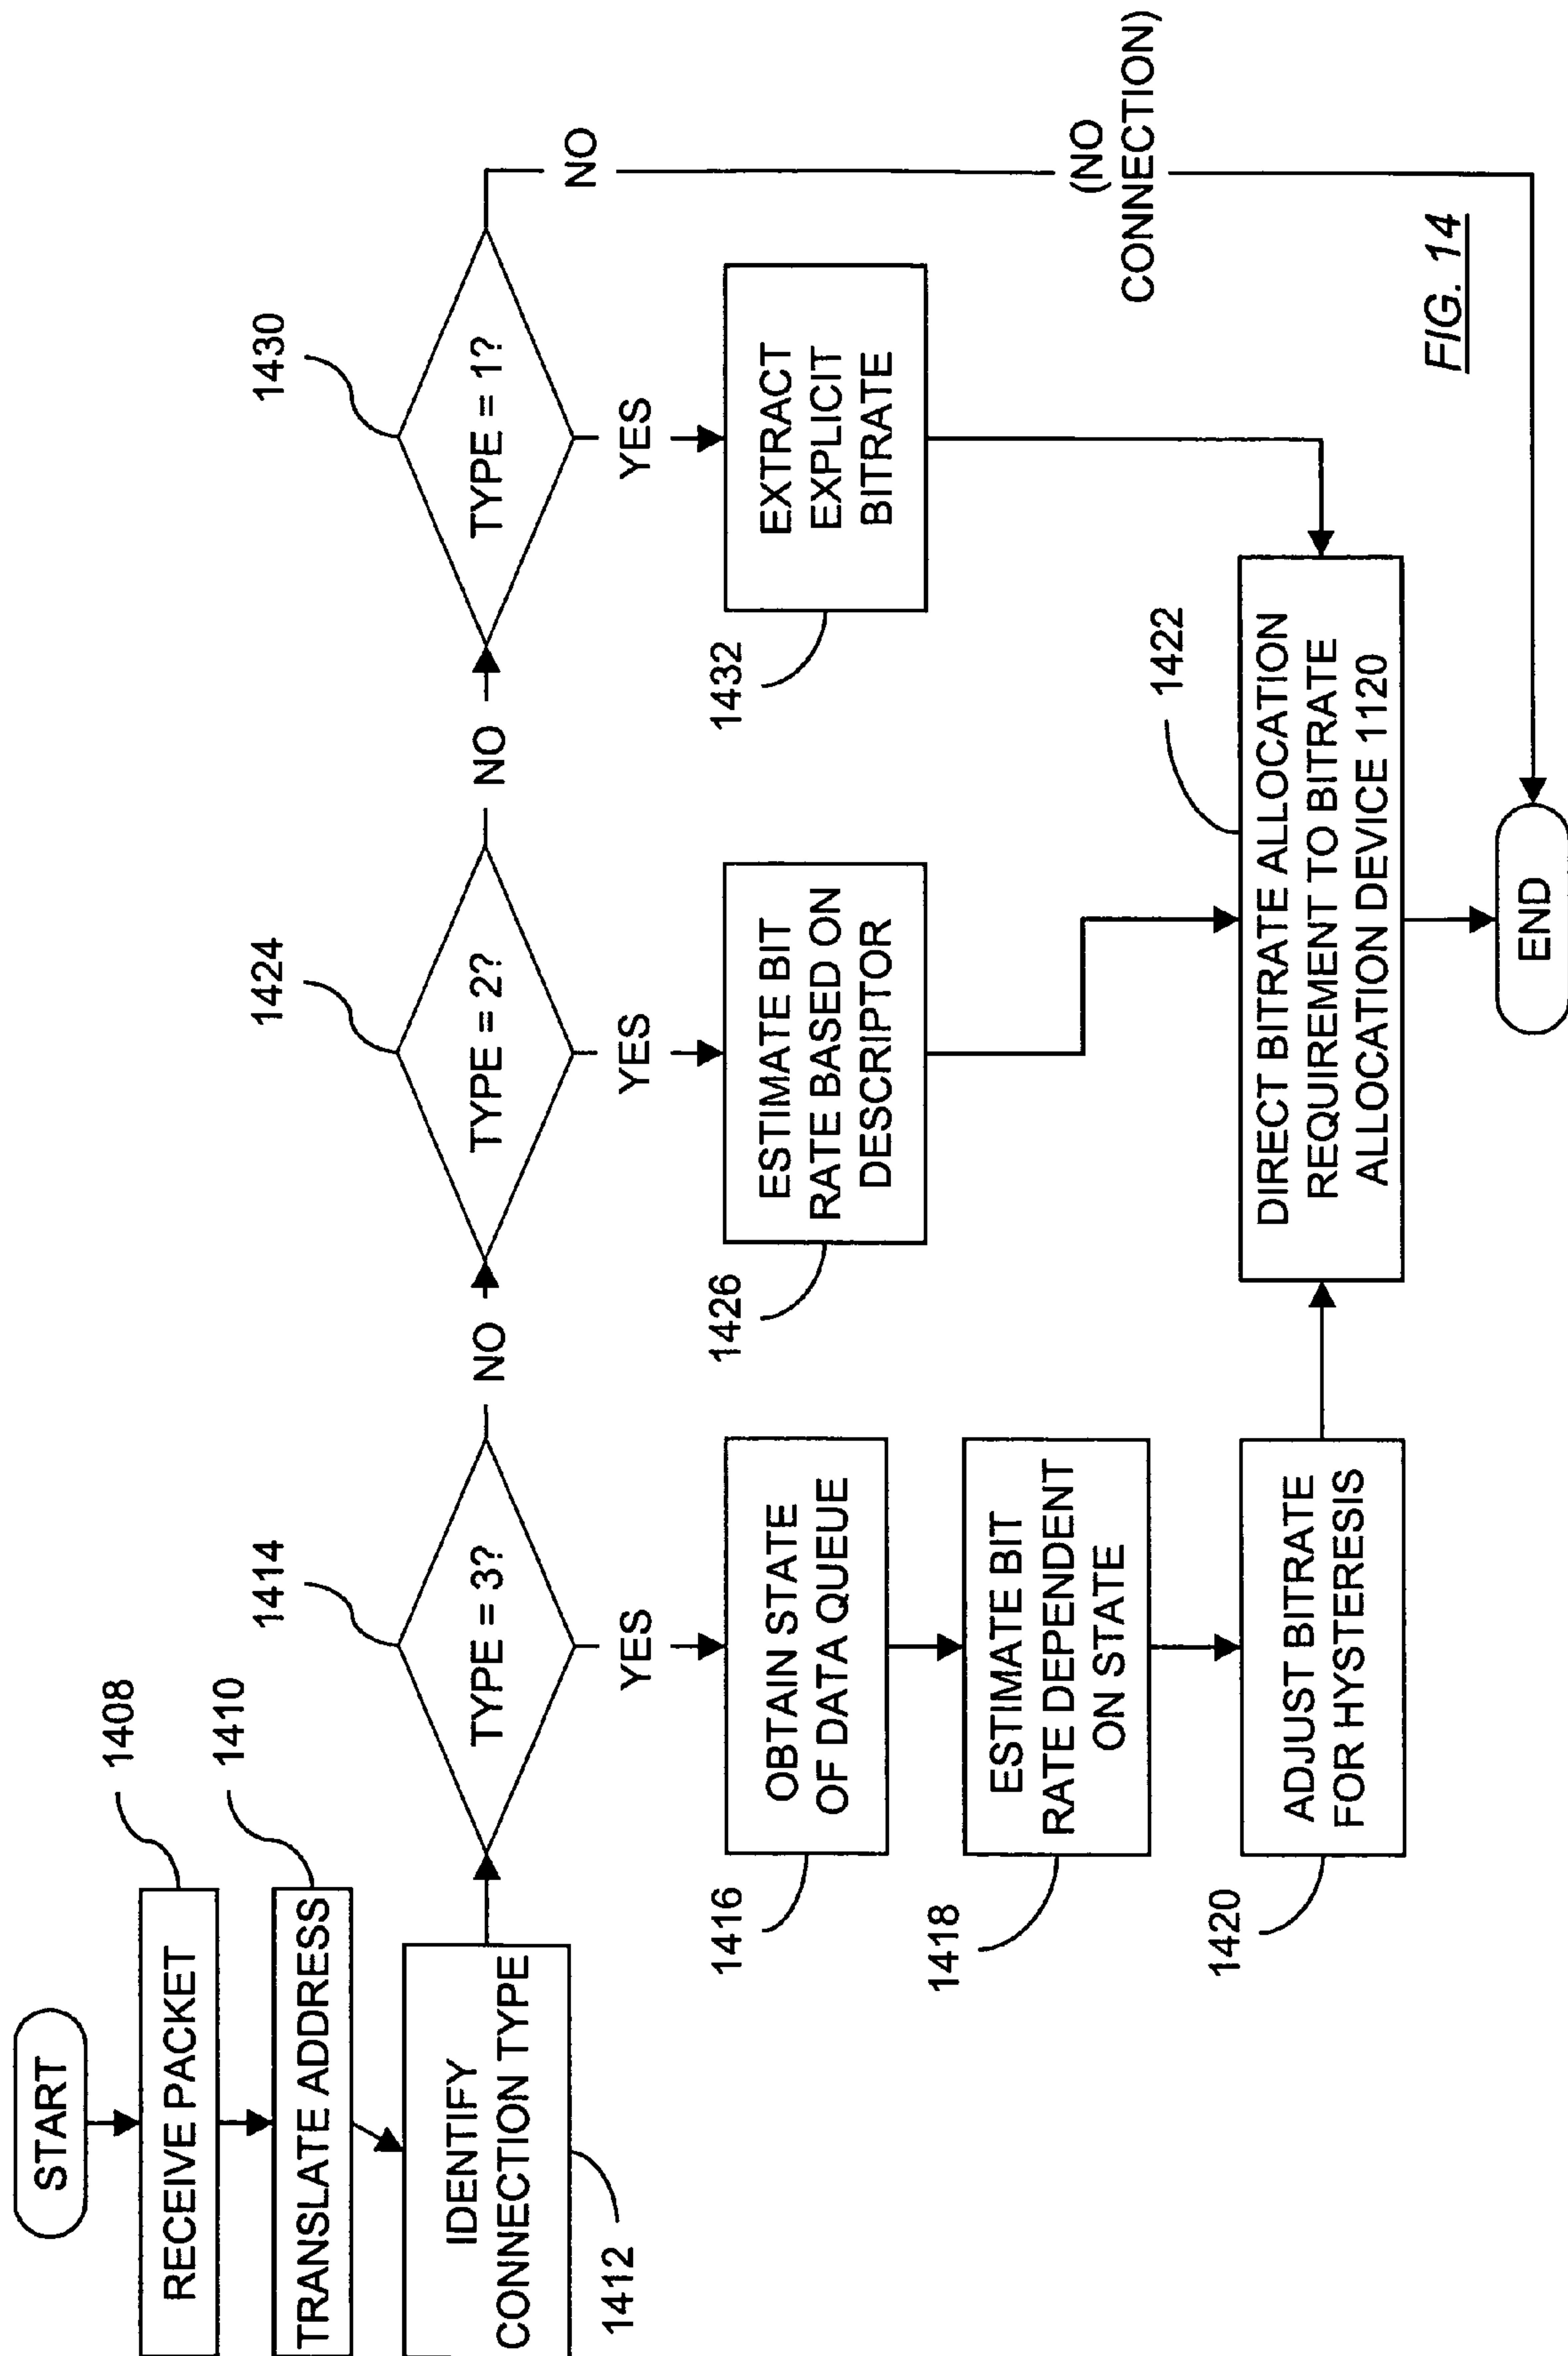 START
RECEIVE PACKET
1408
TRANSLATE ADDRESS
1410
IDENTIFY
CONNECTION TYPE
1412
TYPE = 3?
1414
NO
TYPE = 2?
1424
NO
TYPE = 1?
1430
NO
(NO
CONNECTION)
YES
OBTAIN STATE
OF DATA QUEUE
1416
ESTIMATE BIT
RATE DEPENDENT
ON STATE
1418
ADJUST BITRATE
FOR HYSTERESIS
1420
YES
ESTIMATE BIT
RATE BASED ON
DESCRIPTOR
1426
YES
EXTRACT
EXPLICIT
BITRATE
1432
DIRECT BITRATE ALLOCATION
REQUIREMENT TO BITRATE
ALLOCATION DEVICE 1120
1422
END
FIG. 14